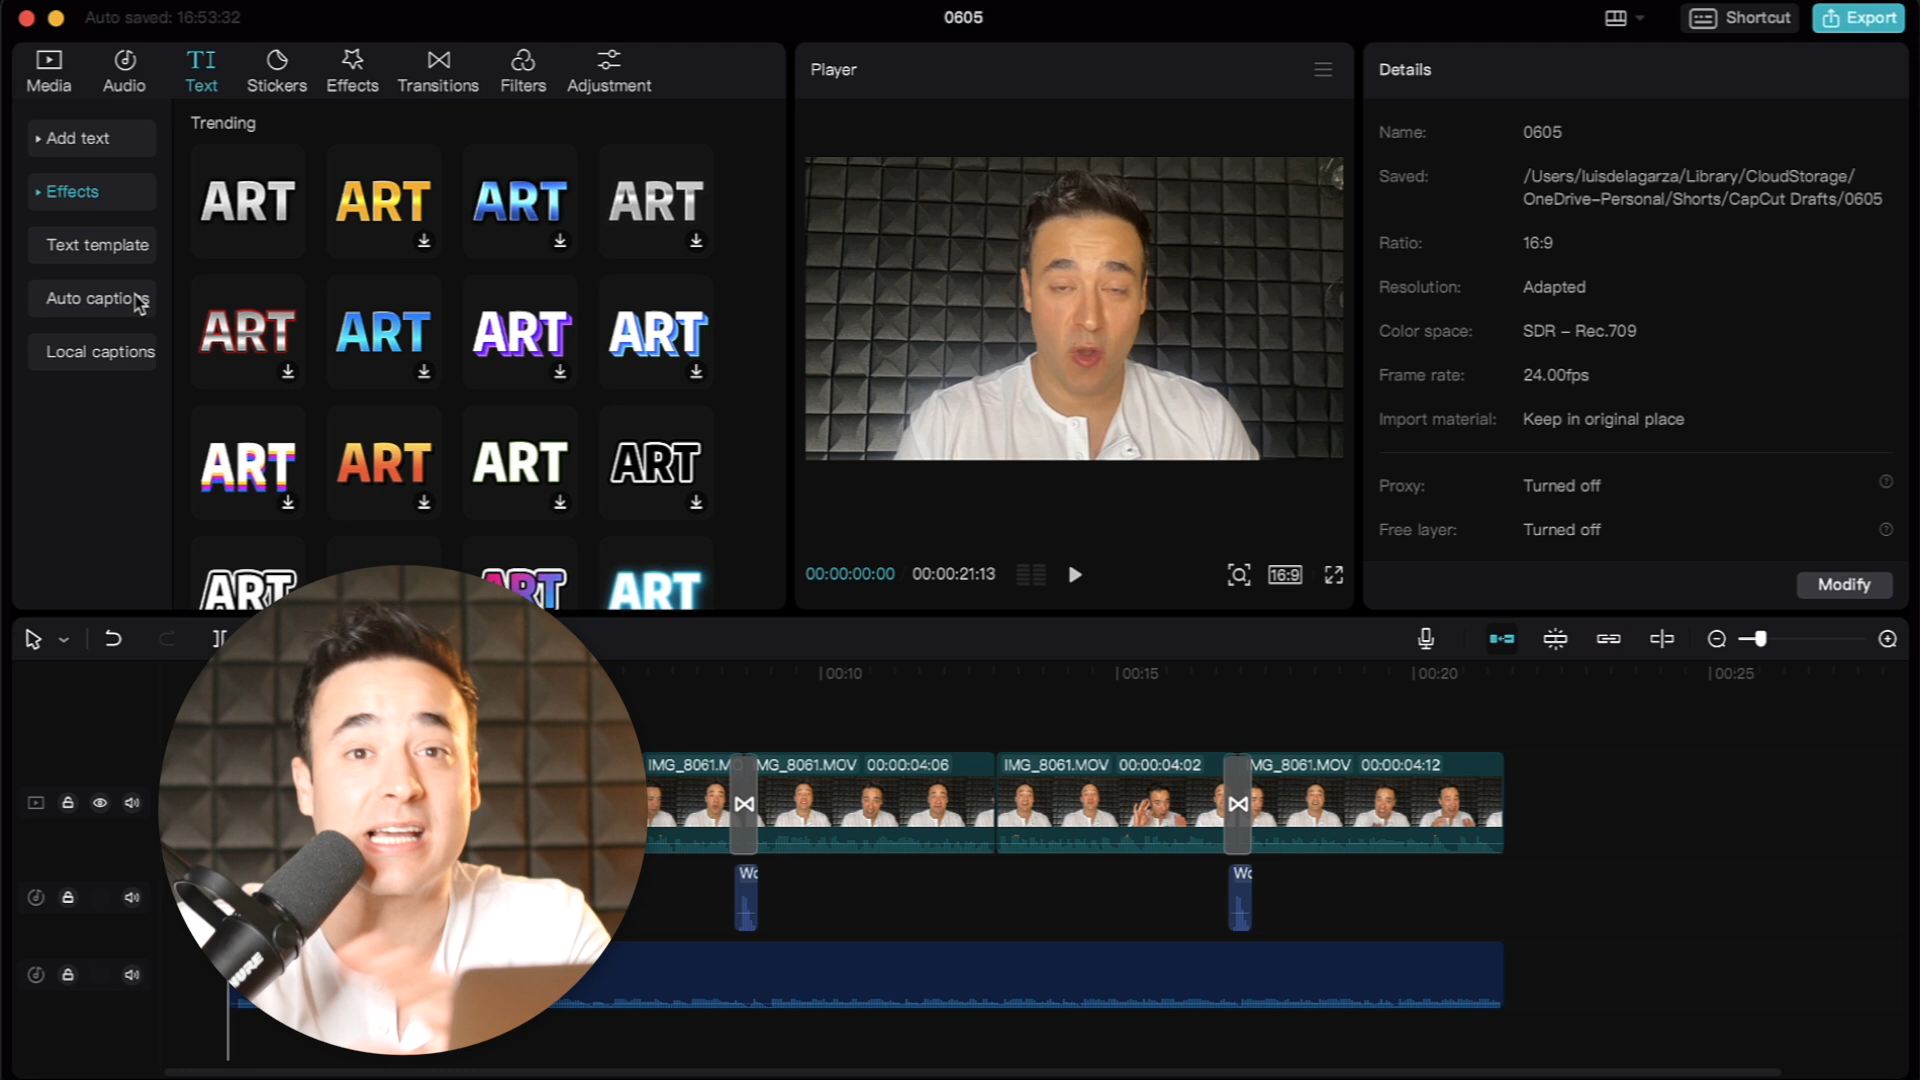 Auto saved: 16:53:32
0605
Shortcut
Export
Media
Audio
TI
Text
Stickers
Effects
Transitions
Filters
Adjustment
Player
Details
Add text
Effects
Text template
Auto captions
Local captions
Trending
ART ART ART ART
ART ART ART ART
ART ART ART ART
ART ART ART
Name: 0605
Saved: /Users/luisdelagarza/Library/CloudStorage/
OneDrive-Personal/Shorts/CapCut Drafts/0605
Ratio: 16:9
Resolution: Adapted
Color space: SDR – Rec.709
Frame rate: 24.00fps
Import material: Keep in original place
Proxy: Turned off
Free layer: Turned off
Modify
00:00:00:00 / 00:00:21:13
16:9
00:10
00:15
00:20
00:25
IMG_8061.M
MG_8061.MOV 00:00:04:06
IMG_8061.MOV 00:00:04:02
MG_8061.MOV 00:00:04:12
Wo
Wo